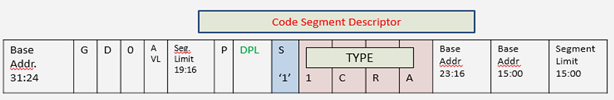 Code Segment Descriptor
Base
Addr.
31:24
G
D
0
A
VL
Seg.
Limit
19:16
P
DPL
S
'1'
TYPE
1
C
R
A
Base
Addr
23:16
Base
Addr
15:00
Segment
Limit
15:00